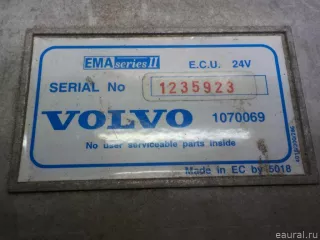 EMA series II E.C.U. 24V
SERIAL No 1235923
VOLVO 1070069
No user serviceable parts inside
Made in EC by 5018
eaural.ru